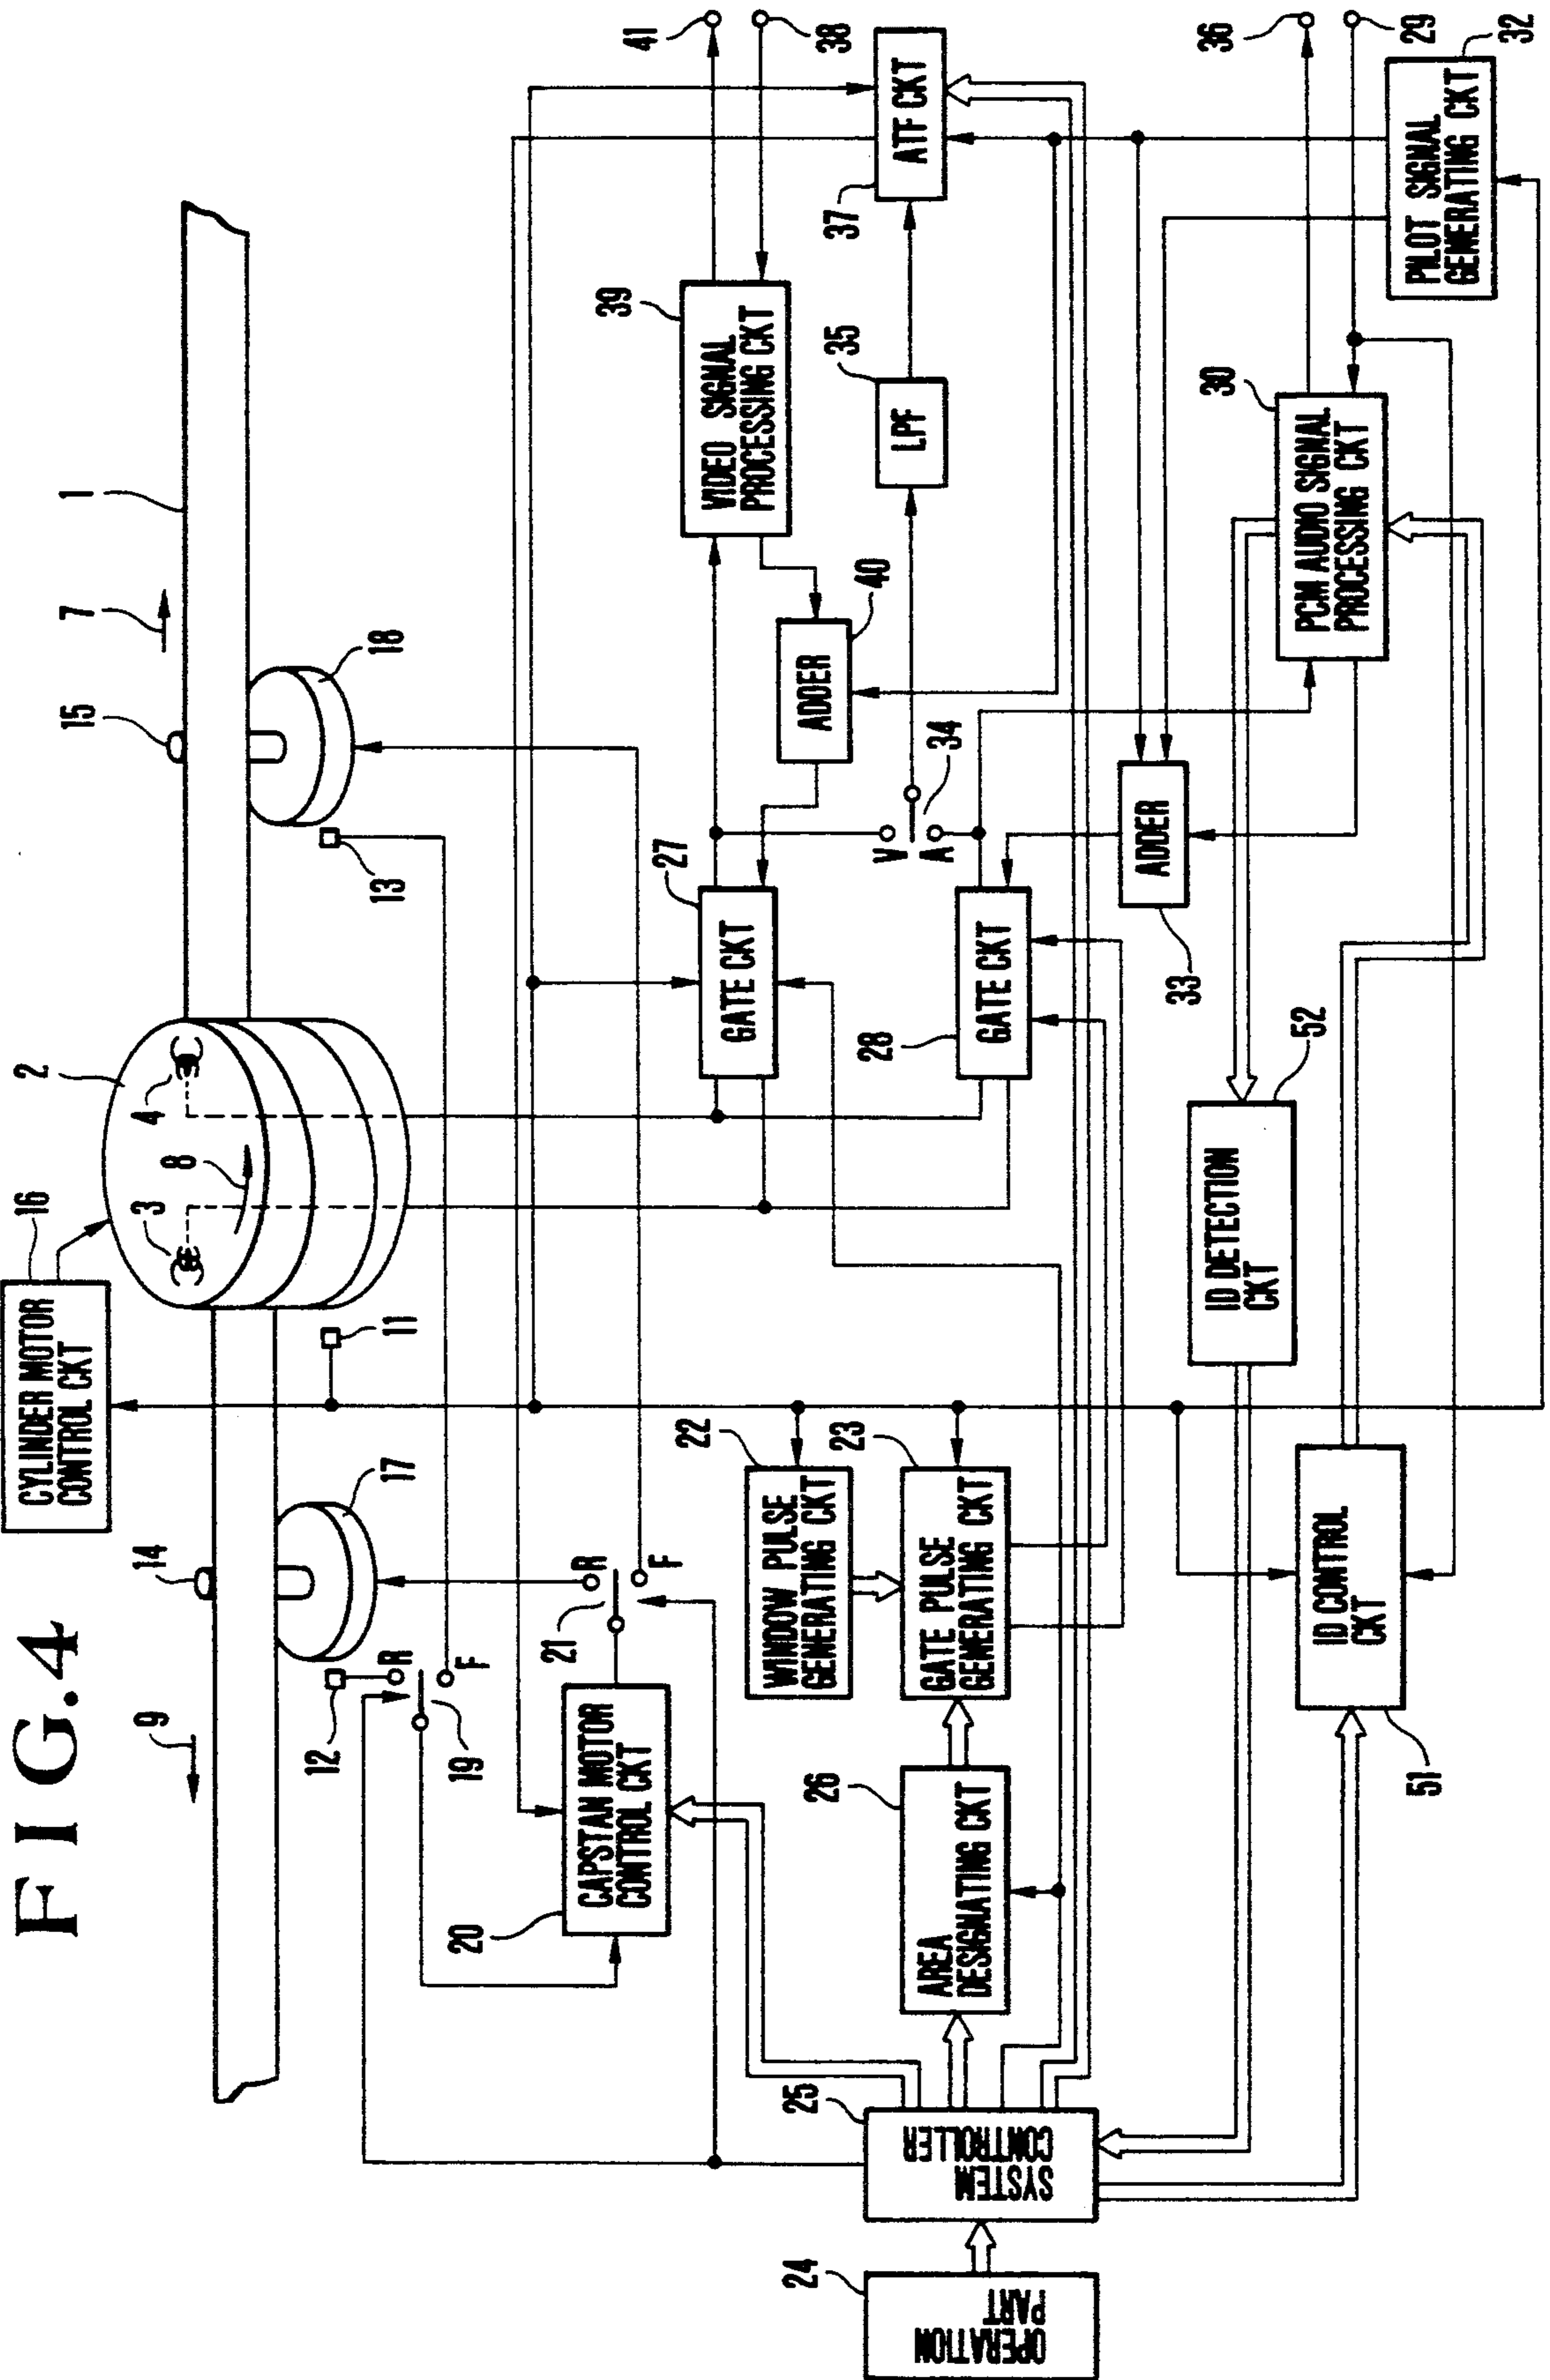 FIG.4
CYLINDER MOTOR
CONTROL CKT
16
2
4
8
3
1
7
15
18
13
9
14
17
12
11
R
F
19
R
F
21
20
CAPSTAN MOTOR
CONTROL CKT
22
WINDOW PULSE
GENERATING CKT
23
GATE PULSE
GENERATING CKT
26
AREA
DESIGNATING CKT
25
SYSTEM
CONTROLLER
24
OPERATION
PART
27
GATE CKT
28
GATE CKT
V
A
34
40
ADDER
39
VIDEO SIGNAL
PROCESSING CKT
41
38
35
LPF
37
ATF CKT
33
ADDER
30
PCM AUDIO SIGNAL
PROCESSING CKT
36
29
32
PILOT SIGNAL
GENERATING CKT
52
ID DETECTION
CKT
51
ID CONTROL
CKT